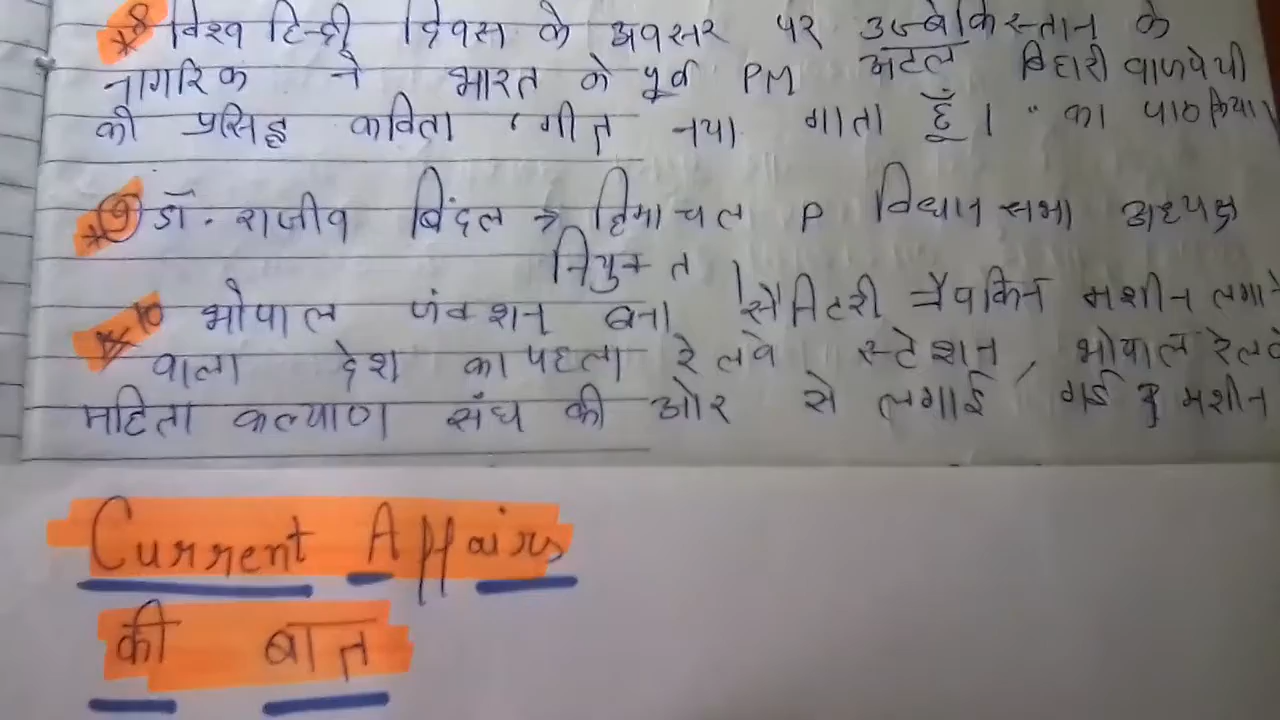 *8 विश्व हिन्दी दिवस के अवसर पर उज्बेकिस्तान के
नागरिक ने भारत के पूर्व PM अटल बिहारी वाजपेयी
की प्रसिद्ध कविता 'गीत नया गाता हूँ।" का पाठ किया।
*9 डॉ. राजीव बिंदल → हिमाचल P विधानसभा अध्यक्ष
नियुक्त
*10 भोपाल जंक्शन बना सैनिटरी नैपकिन मशीन लगाने
वाला देश का पहला रेलवे स्टेशन, भोपाल रेलवे
महिला कल्याण संघ की ओर से लगाई गई है मशीन
Current Affairs
की बात